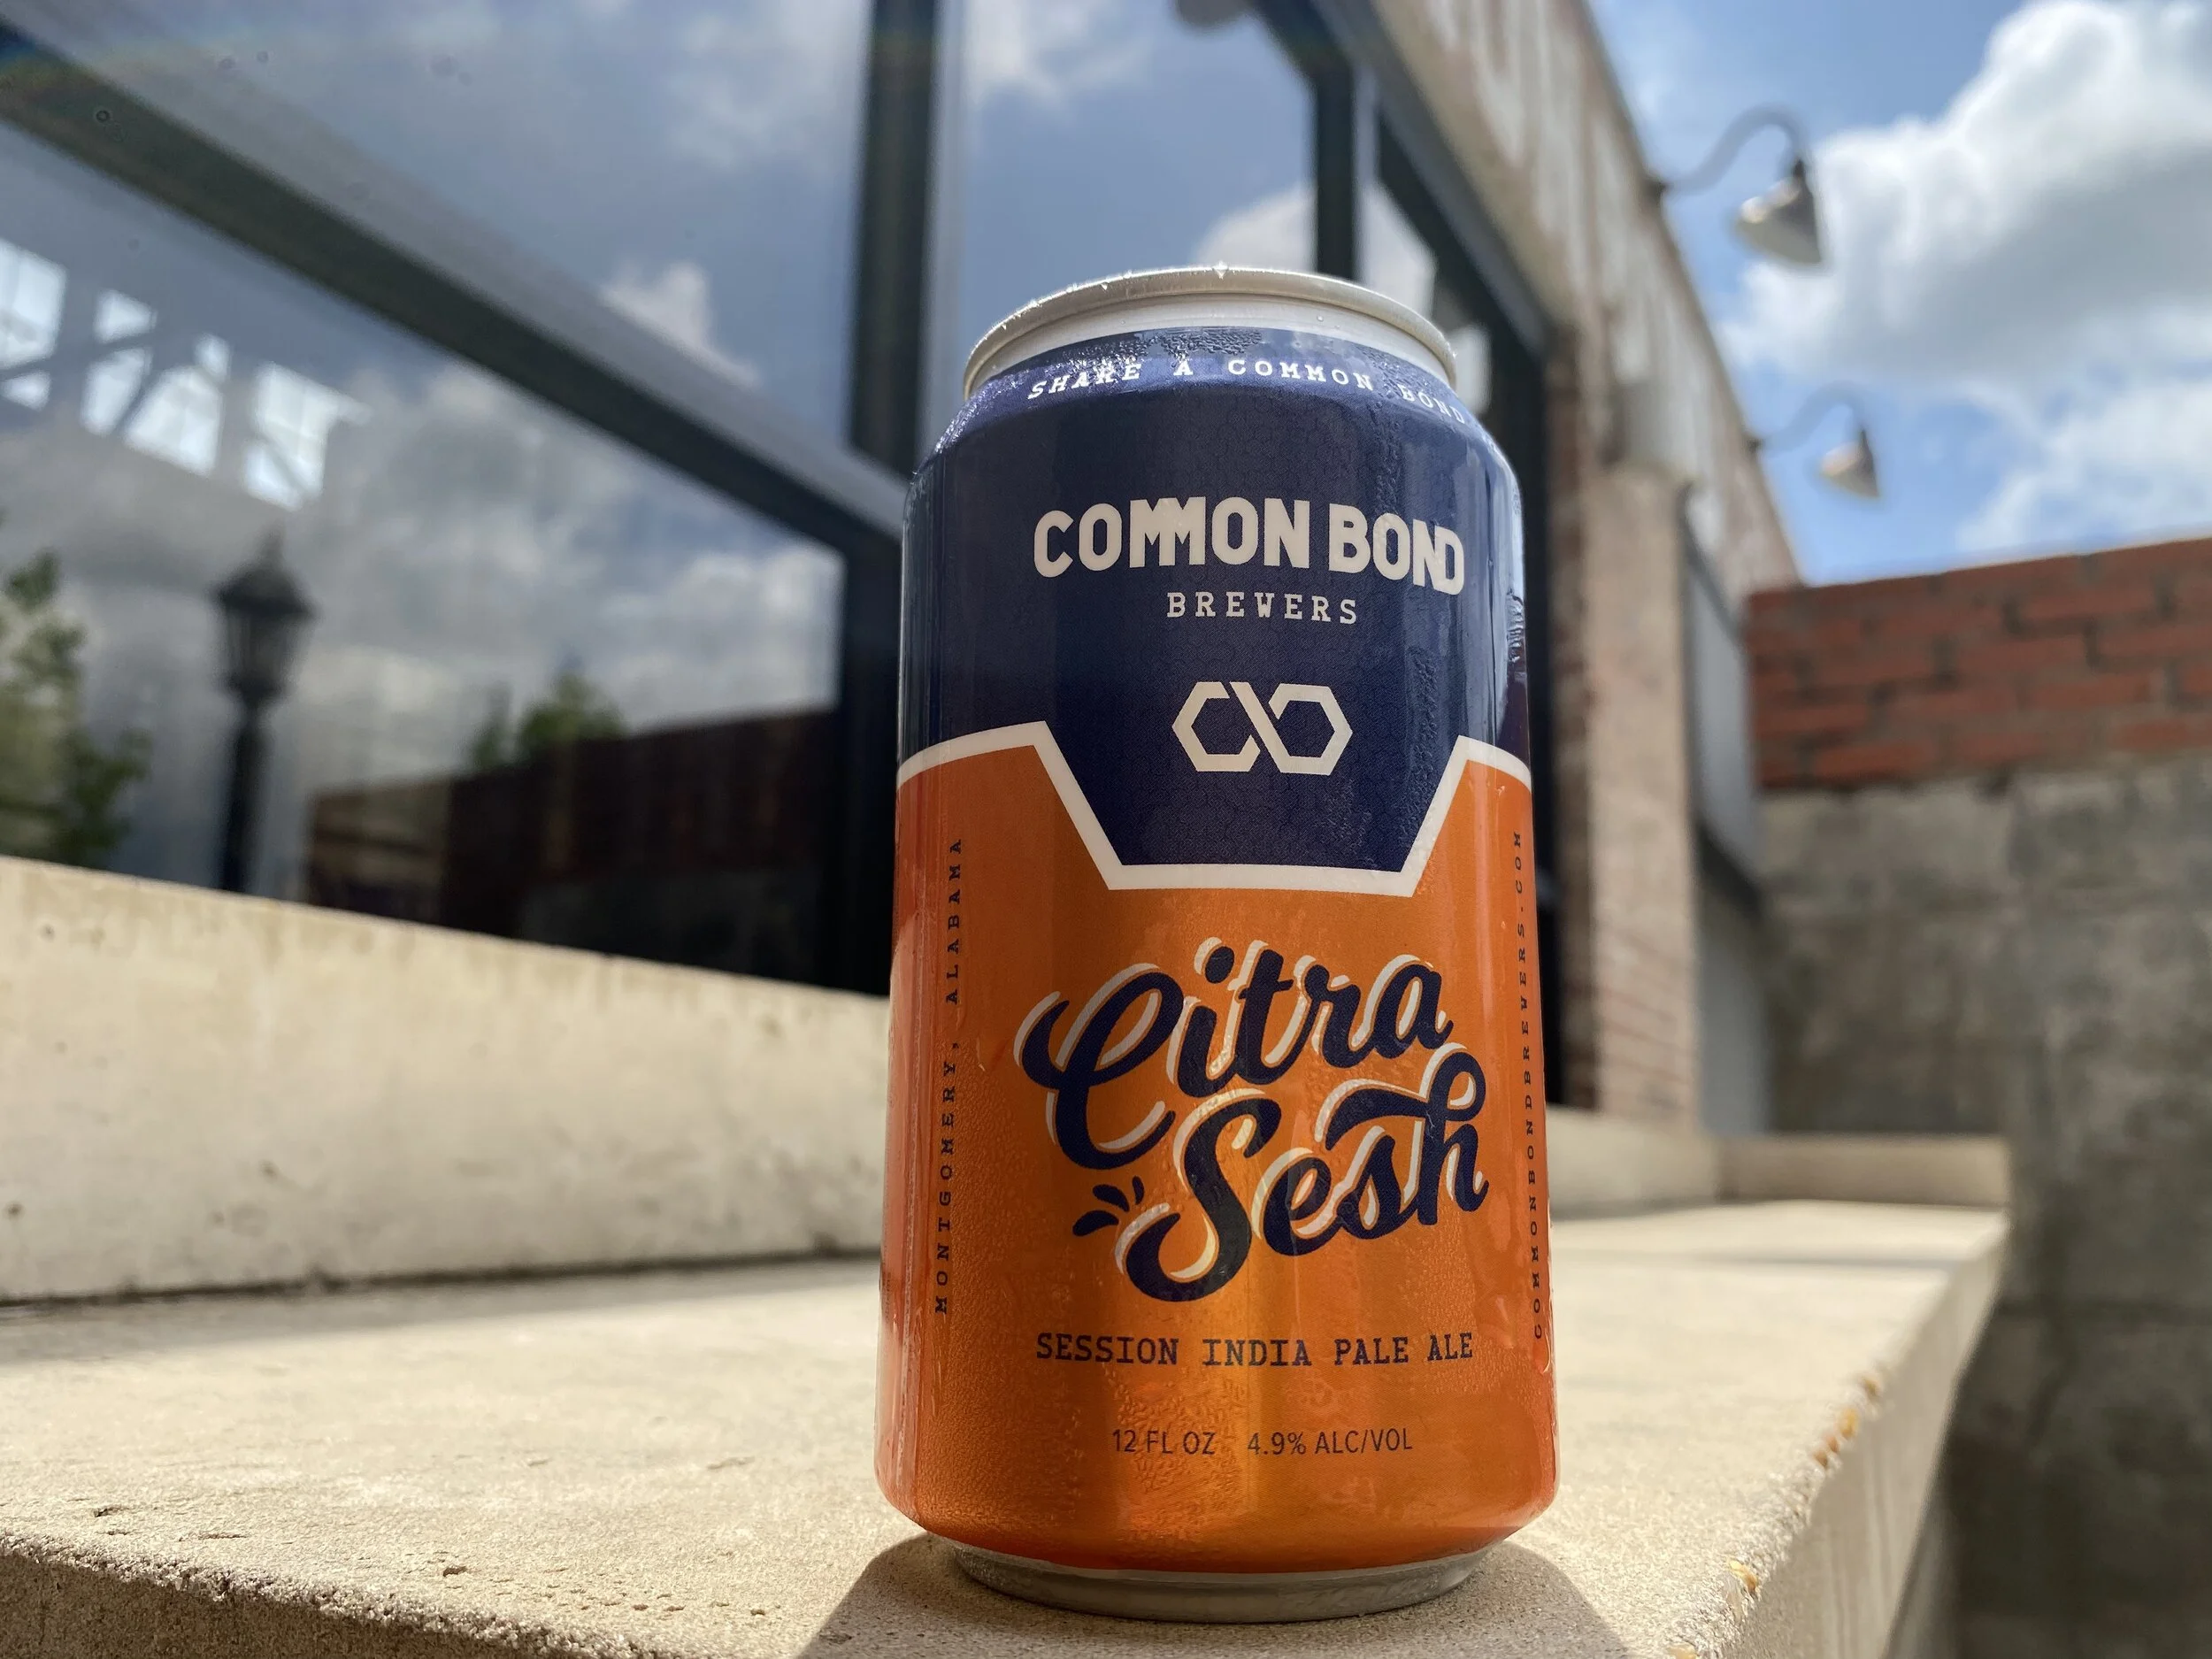 SHARE A COMMON BOND
COMMON BOND
BREWERS
MONTGOMERY, ALABAMA
COMMONBONDBREWERS.COM
Citra
Sesh
SESSION INDIA PALE ALE
12 FL OZ 4.9% ALC/VOL